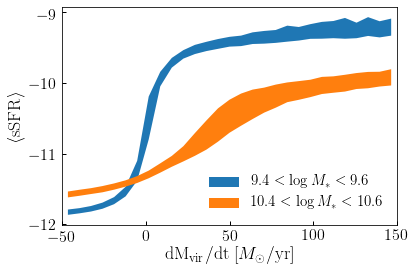 −9
−10
−11
−12
⟨sSFR⟩
9.4 < log M* < 9.6
10.4 < log M* < 10.6
−50 0 50 100 150
dMvir/dt [M⊙/yr]